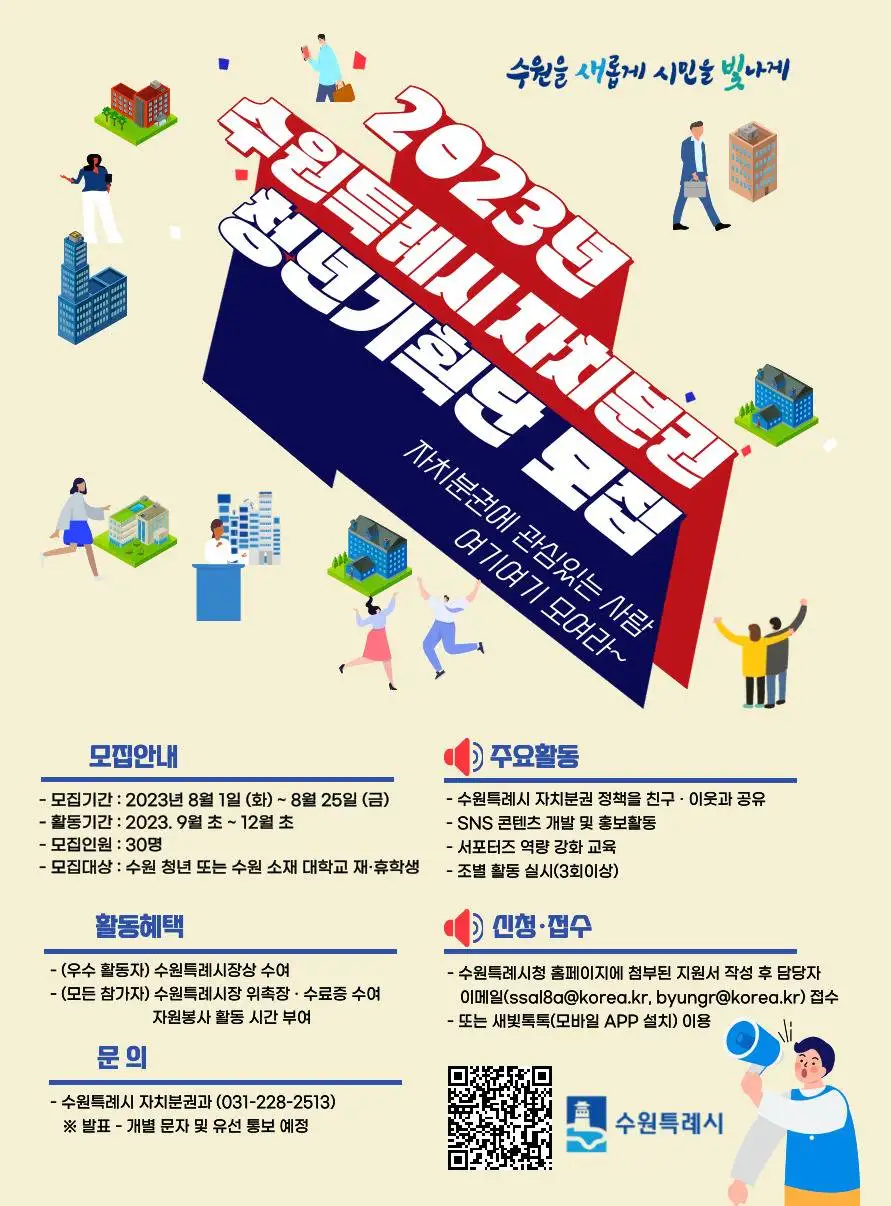 수원을 새롭게 시민을 빛나게
2023년
수원특례시 자치분권
청년기획단 모집
자치분권에 관심있는 사람
여기여기 모여라~
모집안내
- 모집기간 : 2023년 8월 1일 (화) ~ 8월 25일 (금)
- 활동기간 : 2023. 9월 초 ~ 12월 초
- 모집인원 : 30명
- 모집대상 : 수원 청년 또는 수원 소재 대학교 재·휴학생
주요활동
- 수원특례시 자치분권 정책을 친구 · 이웃과 공유
- SNS 콘텐츠 개발 및 홍보활동
- 서포터즈 역량 강화 교육
- 조별 활동 실시(3회이상)
활동혜택
- (우수 활동자) 수원특례시장상 수여
- (모든 참가자) 수원특례시장 위촉장 · 수료증 수여
자원봉사 활동 시간 부여
신청·접수
- 수원특례시청 홈페이지에 첨부된 지원서 작성 후 담당자
이메일(ssal8a@korea.kr, byungr@korea.kr) 접수
- 또는 새빛톡톡(모바일 APP 설치) 이용
문 의
- 수원특례시 자치분권과 (031-228-2513)
※ 발표 - 개별 문자 및 유선 통보 예정
수원특례시